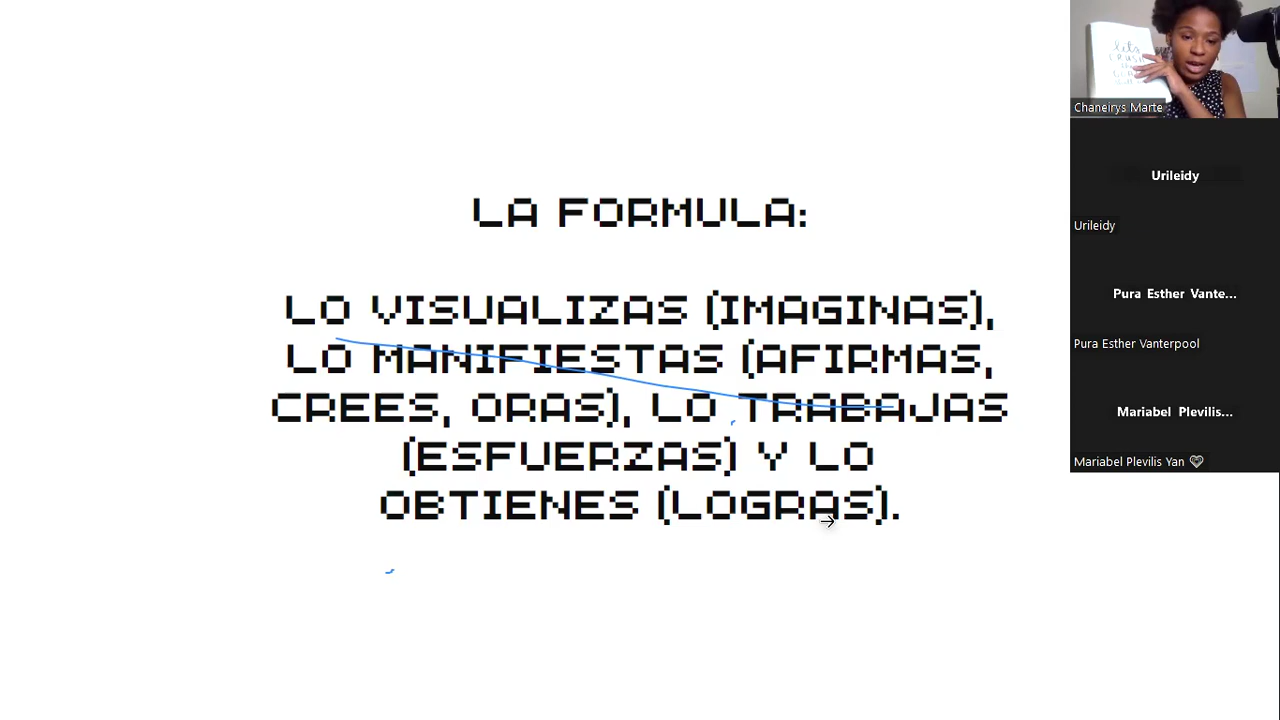 LA FORMULA:
LO VISUALIZAS (IMAGINAS),
LO MANIFIESTAS (AFIRMAS,
CREES, ORAS), LO TRABAJAS
(ESFUERZAS) Y LO
OBTIENES (LOGRAS).
Chaneirys Marte
Urileidy
Urileidy
Pura Esther Vante...
Pura Esther Vanterpool
Mariabel Plevilis...
Mariabel Plevilis Yan